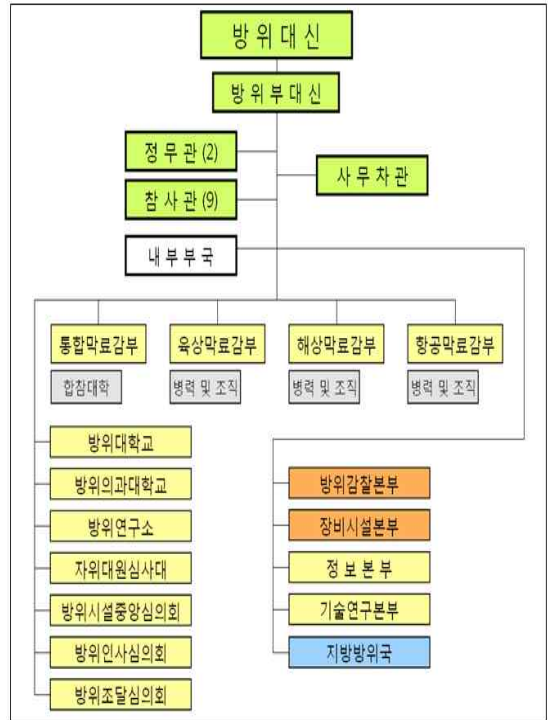 방 위 대 신
방 위 부 대 신
정 무 관 (2)
사 무 차 관
참 사 관 (9)
내 부 부 국
통합막료감부
육상막료감부
해상막료감부
항공막료감부
합참대학
병력 및 조직
병력 및 조직
병력 및 조직
방위대학교
방위의과대학교
방위연구소
자위대원심사대
방위시설중앙심의회
방위인사심의회
방위조달심의회
방위감찰본부
장비시설본부
정 보 본 부
기술연구본부
지방방위국